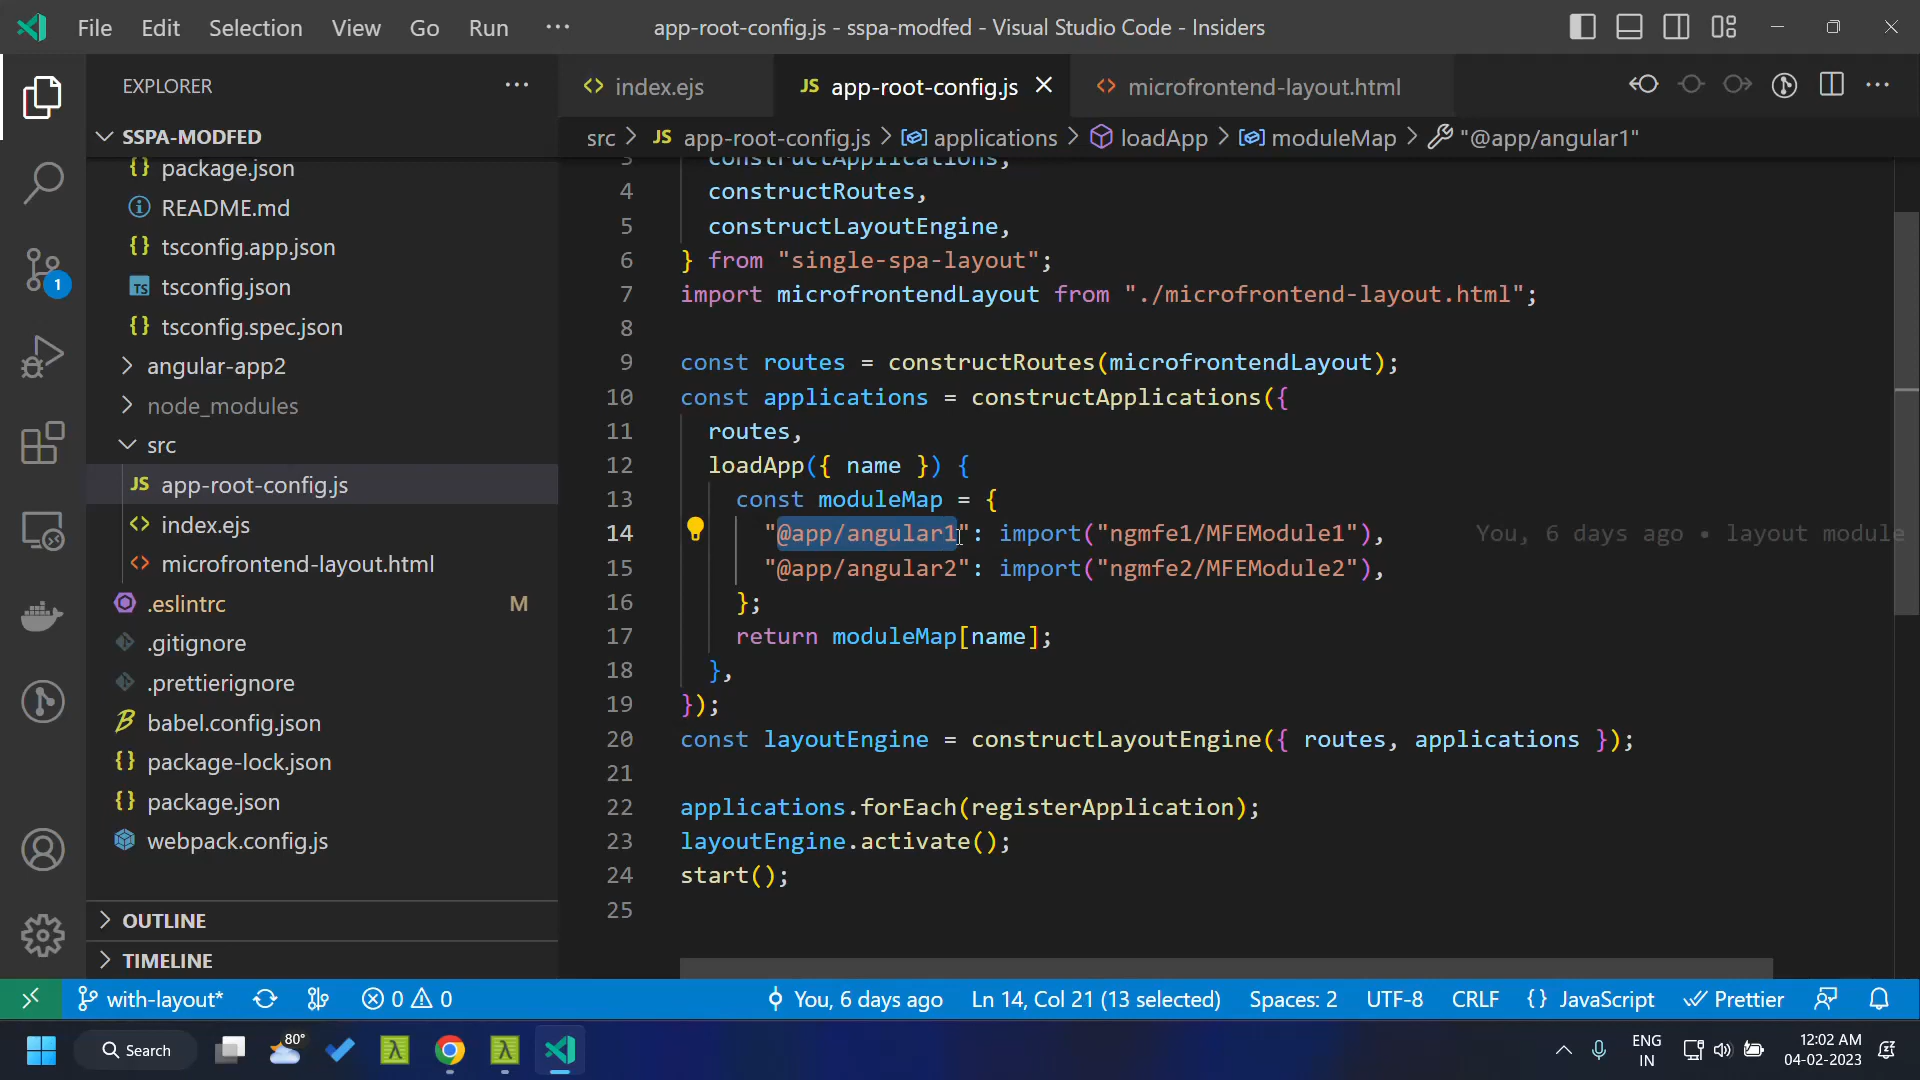 File Edit Selection View Go Run ··· app-root-config.js - sspa-modfed - Visual Studio Code - Insiders
EXPLORER ···
index.ejs JS app-root-config.js microfrontend-layout.html
SSPA-MODFED
src JS app-root-config.js applications loadApp moduleMap "@app/angular1"
{} package.json
README.md
{} tsconfig.app.json
TS tsconfig.json
{} tsconfig.spec.json
angular-app2
node_modules
src
JS app-root-config.js
index.ejs
microfrontend-layout.html
.eslintrc M
.gitignore
.prettierignore
babel.config.json
{} package-lock.json
{} package.json
webpack.config.js
OUTLINE
TIMELINE
3 constructApplications,
4 constructRoutes,
5 constructLayoutEngine,
6 } from "single-spa-layout";
7 import microfrontendLayout from "./microfrontend-layout.html";
8
9 const routes = constructRoutes(microfrontendLayout);
10 const applications = constructApplications({
11 routes,
12 loadApp({ name }) {
13 const moduleMap = {
14 "@app/angular1": import("ngmfe1/MFEModule1"), You, 6 days ago • layout module
15 "@app/angular2": import("ngmfe2/MFEModule2"),
16 };
17 return moduleMap[name];
18 },
19 });
20 const layoutEngine = constructLayoutEngine({ routes, applications });
21
22 applications.forEach(registerApplication);
23 layoutEngine.activate();
24 start();
25
1
with-layout* 0 0 You, 6 days ago Ln 14, Col 21 (13 selected) Spaces: 2 UTF-8 CRLF {} JavaScript Prettier
Search 80° ENG IN 12:02 AM
04-02-2023